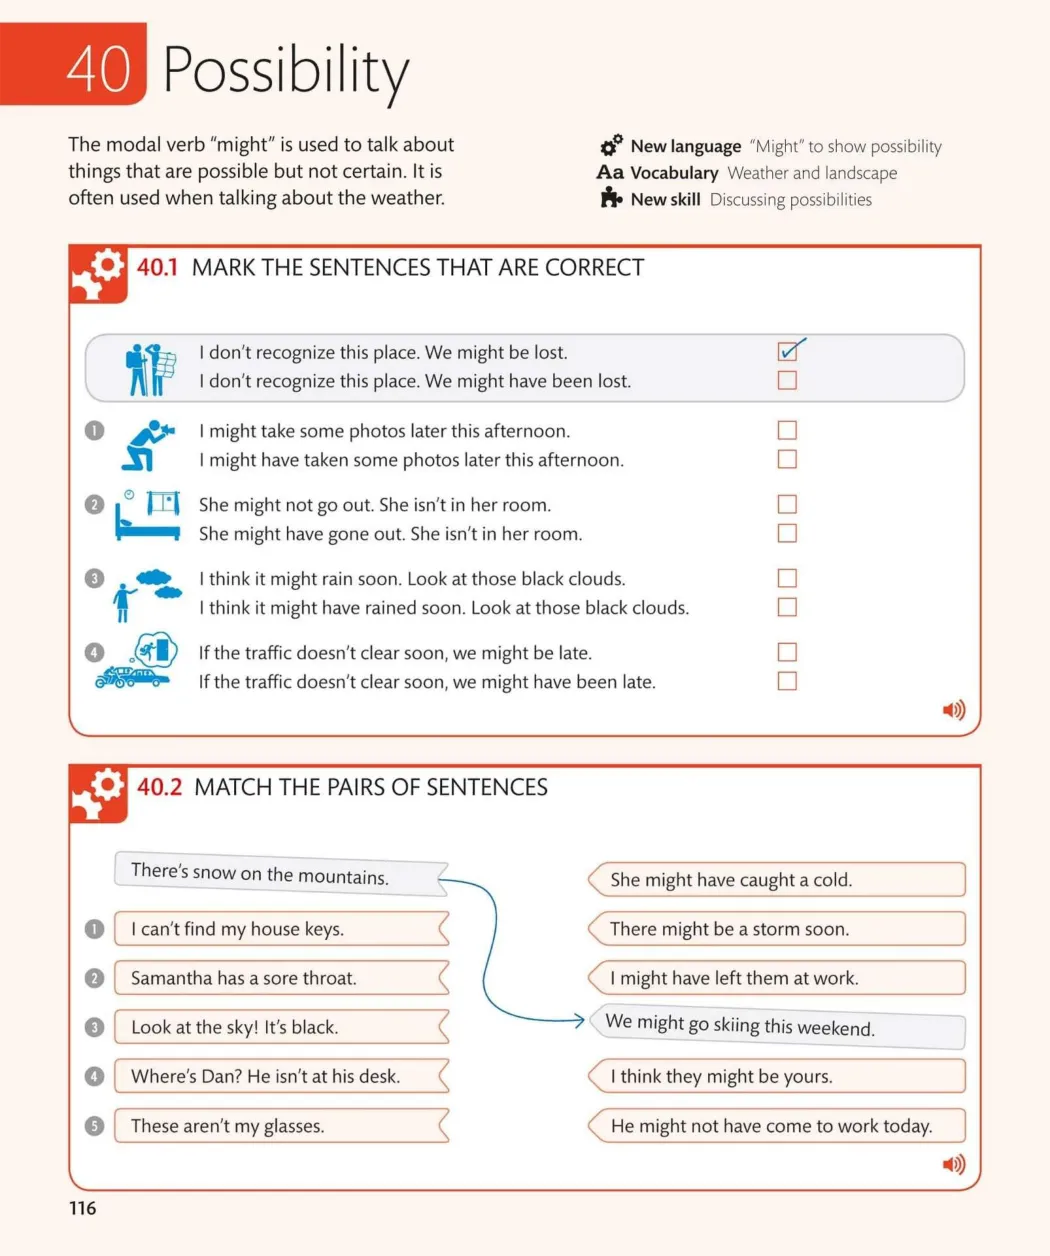 40 Possibility
The modal verb “might” is used to talk about
things that are possible but not certain. It is
often used when talking about the weather.
New language “Might” to show possibility
Aa Vocabulary Weather and landscape
New skill Discussing possibilities
40.1 MARK THE SENTENCES THAT ARE CORRECT
I don’t recognize this place. We might be lost.
I don’t recognize this place. We might have been lost.
1 I might take some photos later this afternoon.
I might have taken some photos later this afternoon.
2 She might not go out. She isn’t in her room.
She might have gone out. She isn’t in her room.
3 I think it might rain soon. Look at those black clouds.
I think it might have rained soon. Look at those black clouds.
4 If the traffic doesn’t clear soon, we might be late.
If the traffic doesn’t clear soon, we might have been late.
40.2 MATCH THE PAIRS OF SENTENCES
There’s snow on the mountains.
She might have caught a cold.
1 I can’t find my house keys.
There might be a storm soon.
2 Samantha has a sore throat.
I might have left them at work.
3 Look at the sky! It’s black.
We might go skiing this weekend.
4 Where’s Dan? He isn’t at his desk.
I think they might be yours.
5 These aren’t my glasses.
He might not have come to work today.
116